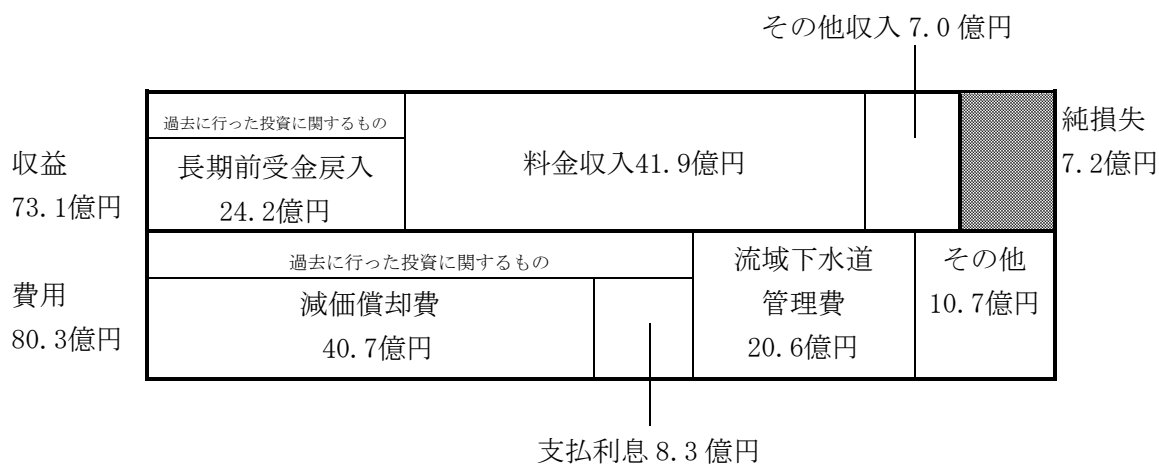 その他収入 7.0 億円
収益
73.1億円
過去に行った投資に関するもの
長期前受金戻入
24.2億円
料金収入41.9億円
純損失
7.2億円
費用
80.3億円
過去に行った投資に関するもの
減価償却費
40.7億円
流域下水道
管理費
20.6億円
その他
10.7億円
支払利息 8.3 億円